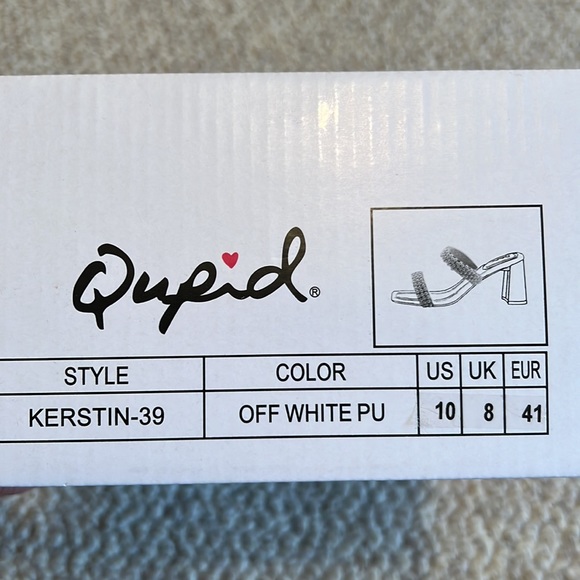 Qupid®
STYLE COLOR US UK EUR
KERSTIN-39 OFF WHITE PU 10 8 41